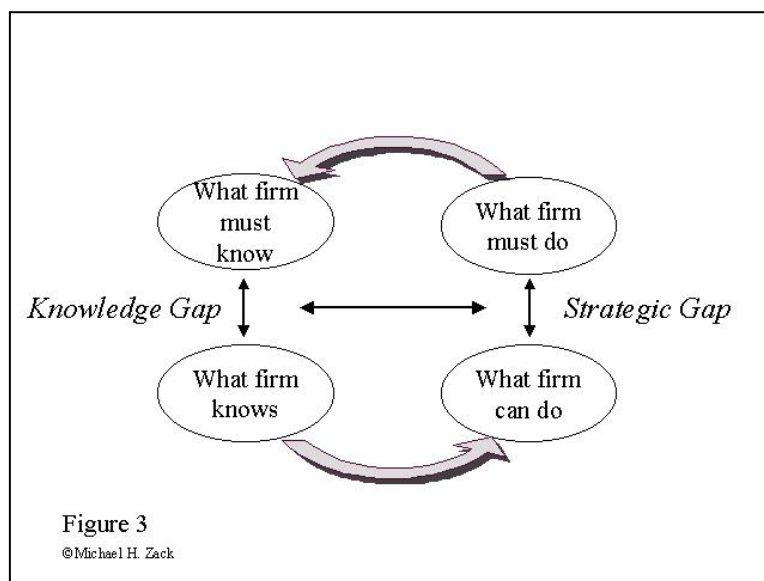 What firm
must
know
What firm
must do
Knowledge Gap
Strategic Gap
What firm
knows
What firm
can do
Figure 3
©Michael H. Zack